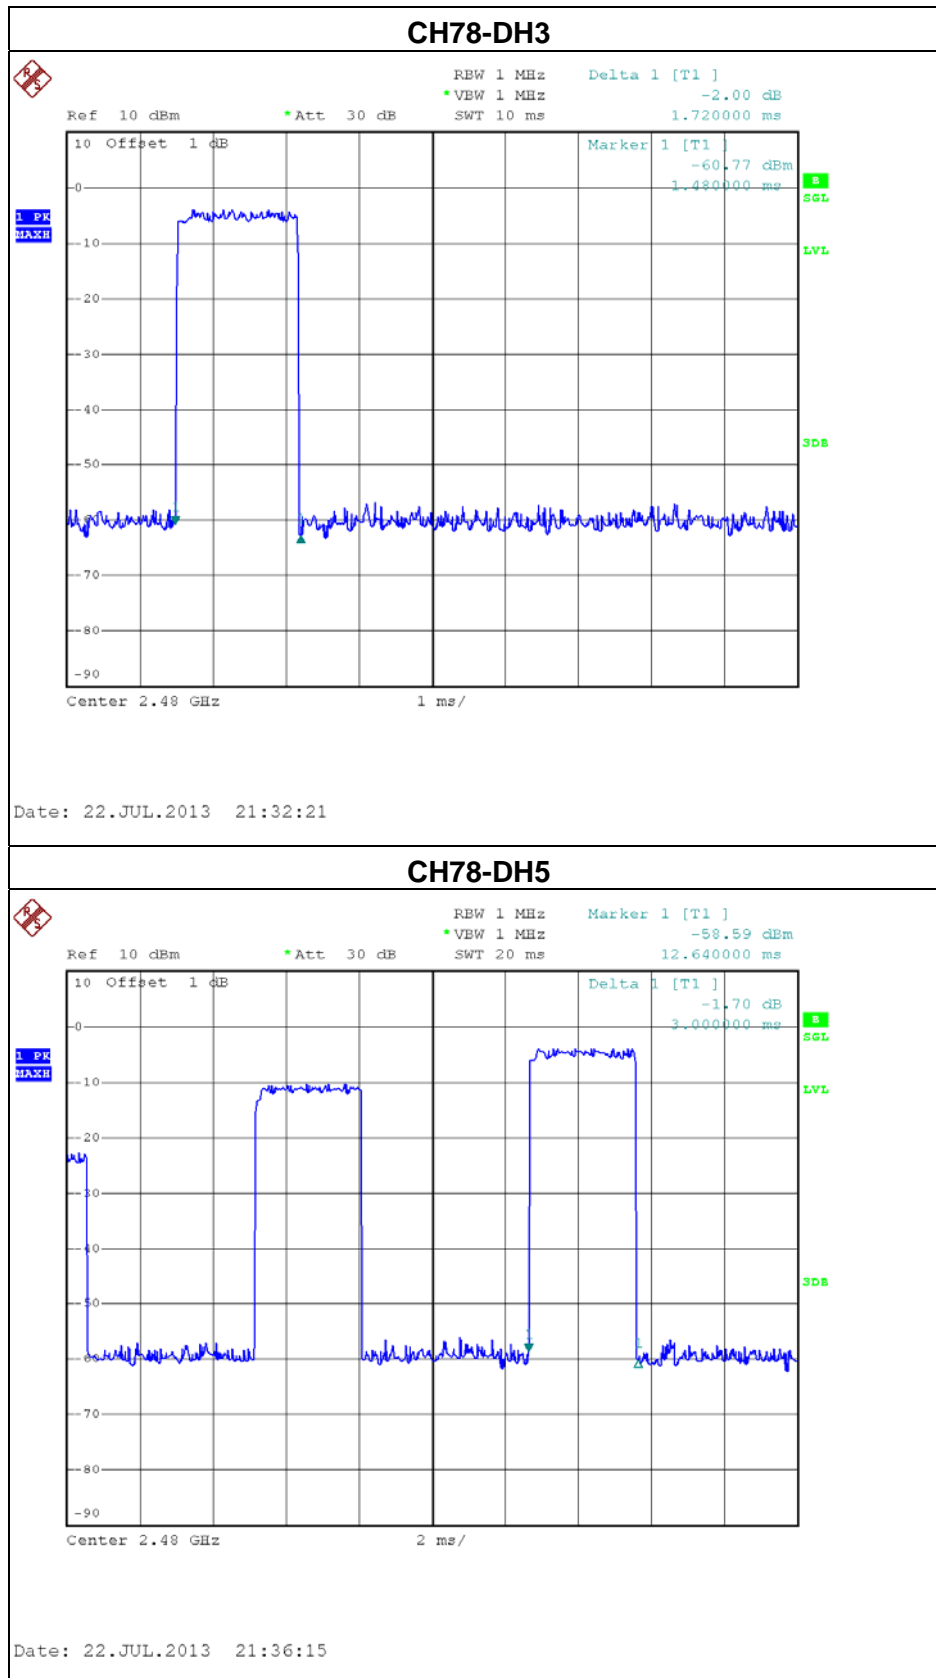 CH78-DH3
R S
RBW 1 MHz Delta 1 [T1 ]
* VBW 1 MHz -2.00 dB
Ref 10 dBm * Att 30 dB SWT 10 ms 1.720000 ms
10 Offset 1 dB Marker 1 [T1 ]
-60.77 dBm
1.480000 ms
0
B
SGL
1 PK
MAXH
-10
LVL
-20
-30
-40
3DB
-50
-60
-70
-80
-90
Center 2.48 GHz 1 ms/
Date: 22.JUL.2013 21:32:21
CH78-DH5
R S
RBW 1 MHz Marker 1 [T1 ]
* VBW 1 MHz -58.59 dBm
Ref 10 dBm * Att 30 dB SWT 20 ms 12.640000 ms
10 Offset 1 dB Delta 1 [T1 ]
-1.70 dB
3.000000 ms
0
B
SGL
1 PK
MAXH
-10
LVL
-20
-30
-40
3DB
-50
-60
-70
-80
-90
Center 2.48 GHz 2 ms/
Date: 22.JUL.2013 21:36:15